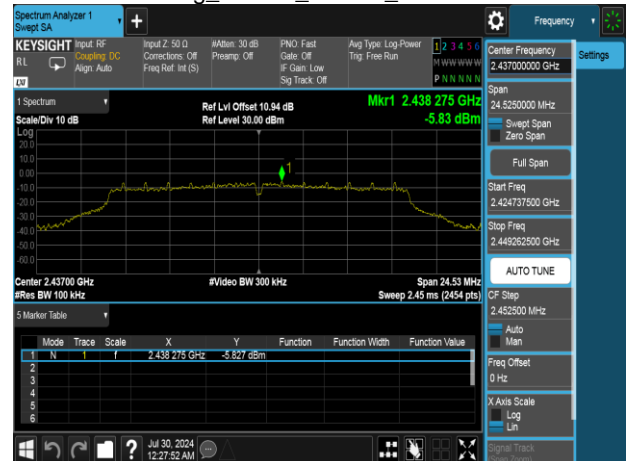 Spectrum Analyzer 1
Swept SA
Frequency
KEYSIGHT
RL
LXI
Input: RF
Coupling: DC
Align: Auto
Input Z: 50 Ω
Corrections: Off
Freq Ref: Int (S)
#Atten: 30 dB
Preamp: Off
PNO: Fast
Gate: Off
IF Gain: Low
Sig Track: Off
Avg Type: Log-Power
Trig: Free Run
1 2 3 4 5 6
M W W W W W
P N N N N N
1 Spectrum
Scale/Div 10 dB
Ref Lvl Offset 10.94 dB
Ref Level 30.00 dBm
Mkr1 2.438 275 GHz
-5.83 dBm
Log
20.0
10.0
0.00
-10.0
-20.0
-30.0
-40.0
-50.0
-60.0
1
Center 2.43700 GHz
#Res BW 100 kHz
#Video BW 300 kHz
Span 24.53 MHz
Sweep 2.45 ms (2454 pts)
5 Marker Table
Mode Trace Scale X Y Function Function Width Function Value
1 N 1 f 2.438 275 GHz -5.827 dBm
2
3
4
5
6
Jul 30, 2024
12:27:52 AM
Center Frequency
2.437000000 GHz
Settings
Span
24.5250000 MHz
Swept Span
Zero Span
Full Span
Start Freq
2.424737500 GHz
Stop Freq
2.449262500 GHz
AUTO TUNE
CF Step
2.452500 MHz
Auto
Man
Freq Offset
0 Hz
X Axis Scale
Log
Lin
Signal Track
(Span Zoom)